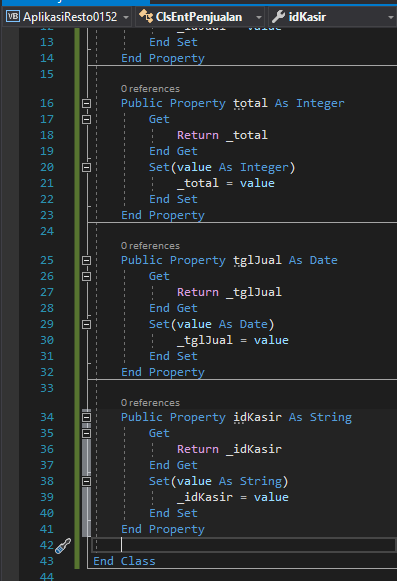 VB AplikasiResto0152 ClsEntPenjualan idKasir
13 End Set
14 End Property
15
0 references
16 Public Property total As Integer
17 Get
18 Return _total
19 End Get
20 Set(value As Integer)
21 _total = value
22 End Set
23 End Property
24
0 references
25 Public Property tglJual As Date
26 Get
27 Return _tglJual
28 End Get
29 Set(value As Date)
30 _tglJual = value
31 End Set
32 End Property
33
0 references
34 Public Property idKasir As String
35 Get
36 Return _idKasir
37 End Get
38 Set(value As String)
39 _idKasir = value
40 End Set
41 End Property
42
43 End Class
44